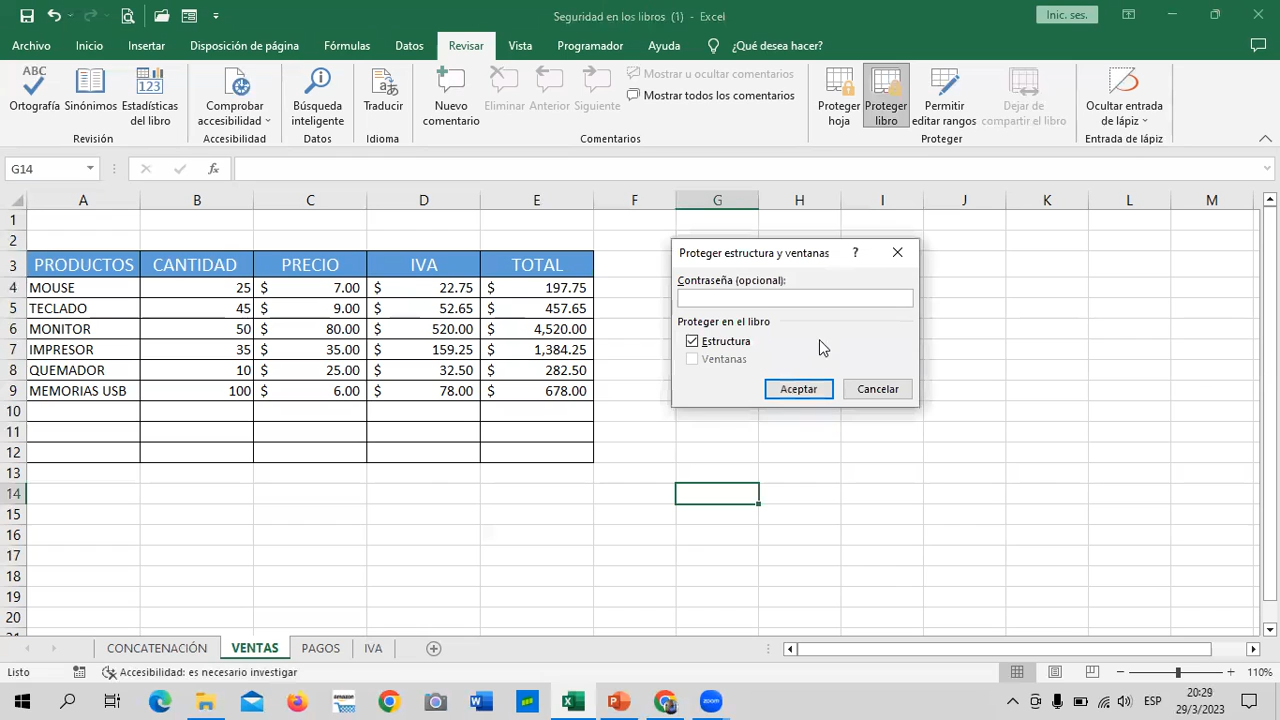 Seguridad en los libros (1) - Excel
Inic. ses.
Archivo Inicio Insertar Disposición de página Fórmulas Datos Revisar Vista Programador Ayuda ¿Qué desea hacer?
ABC
Ortografía
Sinónimos
123
Estadísticas
del libro
Revisión
Comprobar
accesibilidad
Accesibilidad
Búsqueda
inteligente
Datos
Traducir
Idioma
Nuevo
comentario
Eliminar
Anterior
Siguiente
Mostrar u ocultar comentarios
Mostrar todos los comentarios
Comentarios
Proteger
hoja
Proteger
libro
Permitir
editar rangos
Dejar de
compartir el libro
Proteger
Ocultar entrada
de lápiz
Entrada de lápiz
G14
fx
A B C D E F G H I J K L M
1
2
3 PRODUCTOS CANTIDAD PRECIO IVA TOTAL
4 MOUSE 25 $ 7.00 $ 22.75 $ 197.75
5 TECLADO 45 $ 9.00 $ 52.65 $ 457.65
6 MONITOR 50 $ 80.00 $ 520.00 $ 4,520.00
7 IMPRESOR 35 $ 35.00 $ 159.25 $ 1,384.25
8 QUEMADOR 10 $ 25.00 $ 32.50 $ 282.50
9 MEMORIAS USB 100 $ 6.00 $ 78.00 $ 678.00
10
11
12
13
14
15
16
17
18
19
20
Proteger estructura y ventanas ?
Contraseña (opcional):
Proteger en el libro
Estructura
Ventanas
Aceptar Cancelar
CONCATENACIÓN VENTAS PAGOS IVA
Listo Accesibilidad: es necesario investigar 110%
amazon
ESP
20:29
29/3/2023